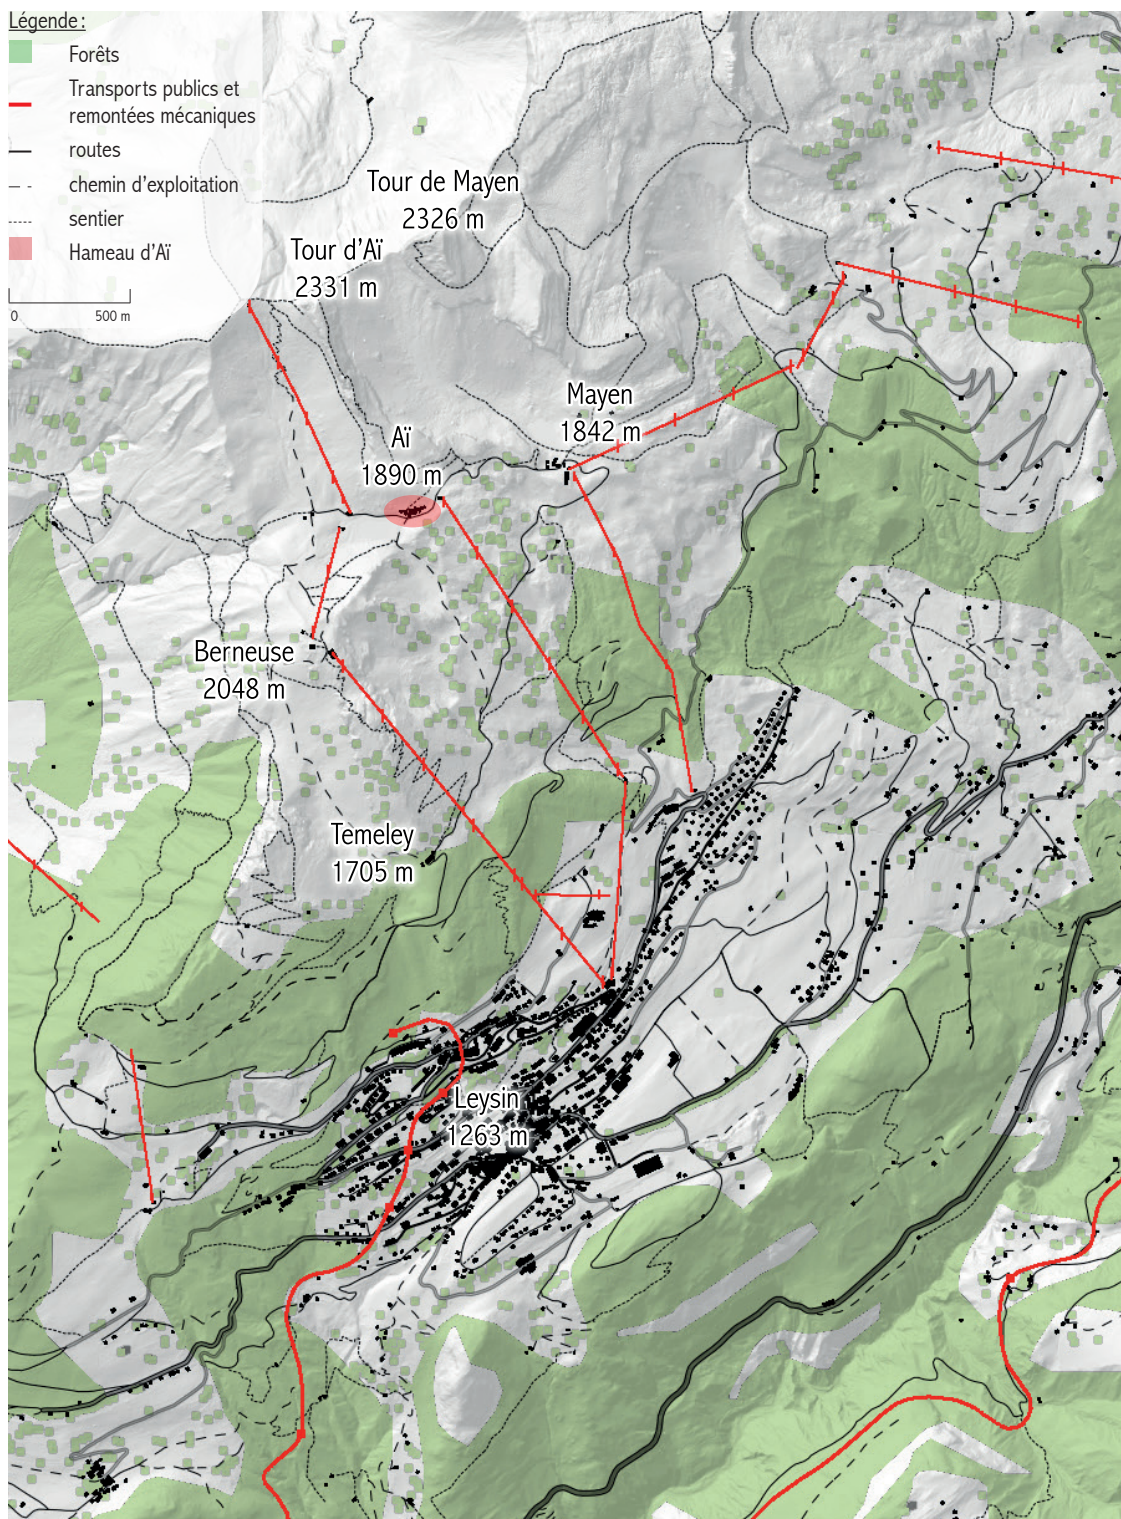 Légende :
Forêts
Transports publics et
remontées mécaniques
routes
chemin d'exploitation
sentier
Hameau d'Aï
0 500 m
Tour de Mayen
2326 m
Tour d'Aï
2331 m
Mayen
1842 m
Aï
1890 m
Berneuse
2048 m
Temeley
1705 m
Leysin
1263 m